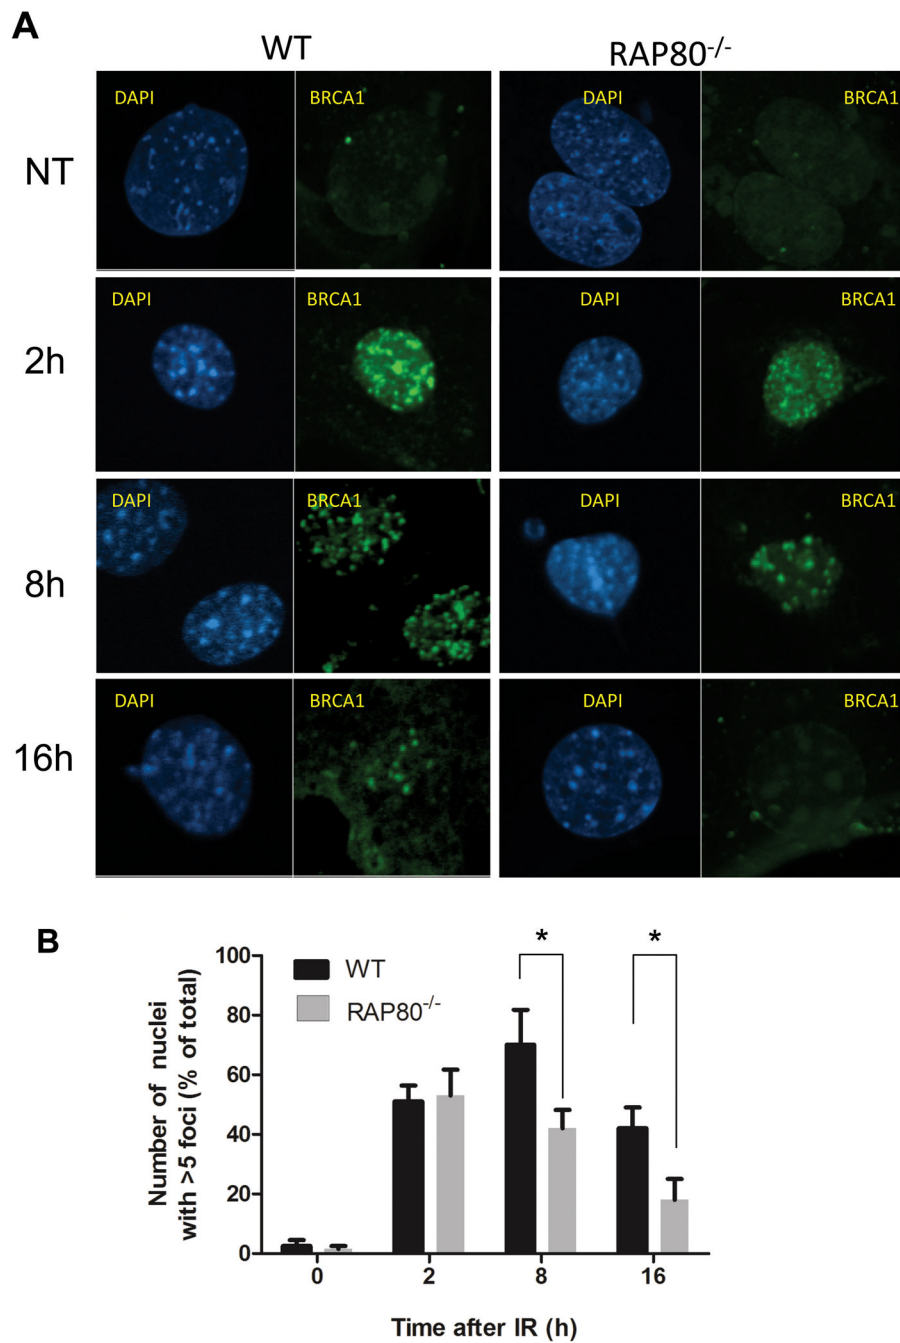 A
WT RAP80-/-
NT
DAPI BRCA1 DAPI BRCA1
2h
DAPI BRCA1 DAPI BRCA1
8h
DAPI BRCA1 DAPI BRCA1
16h
DAPI BRCA1 DAPI BRCA1
B
Number of nuclei
with >5 foci (% of total)
100
80
60
40
20
0
WT
RAP80-/-
* *
0 2 8 16
Time after IR (h)